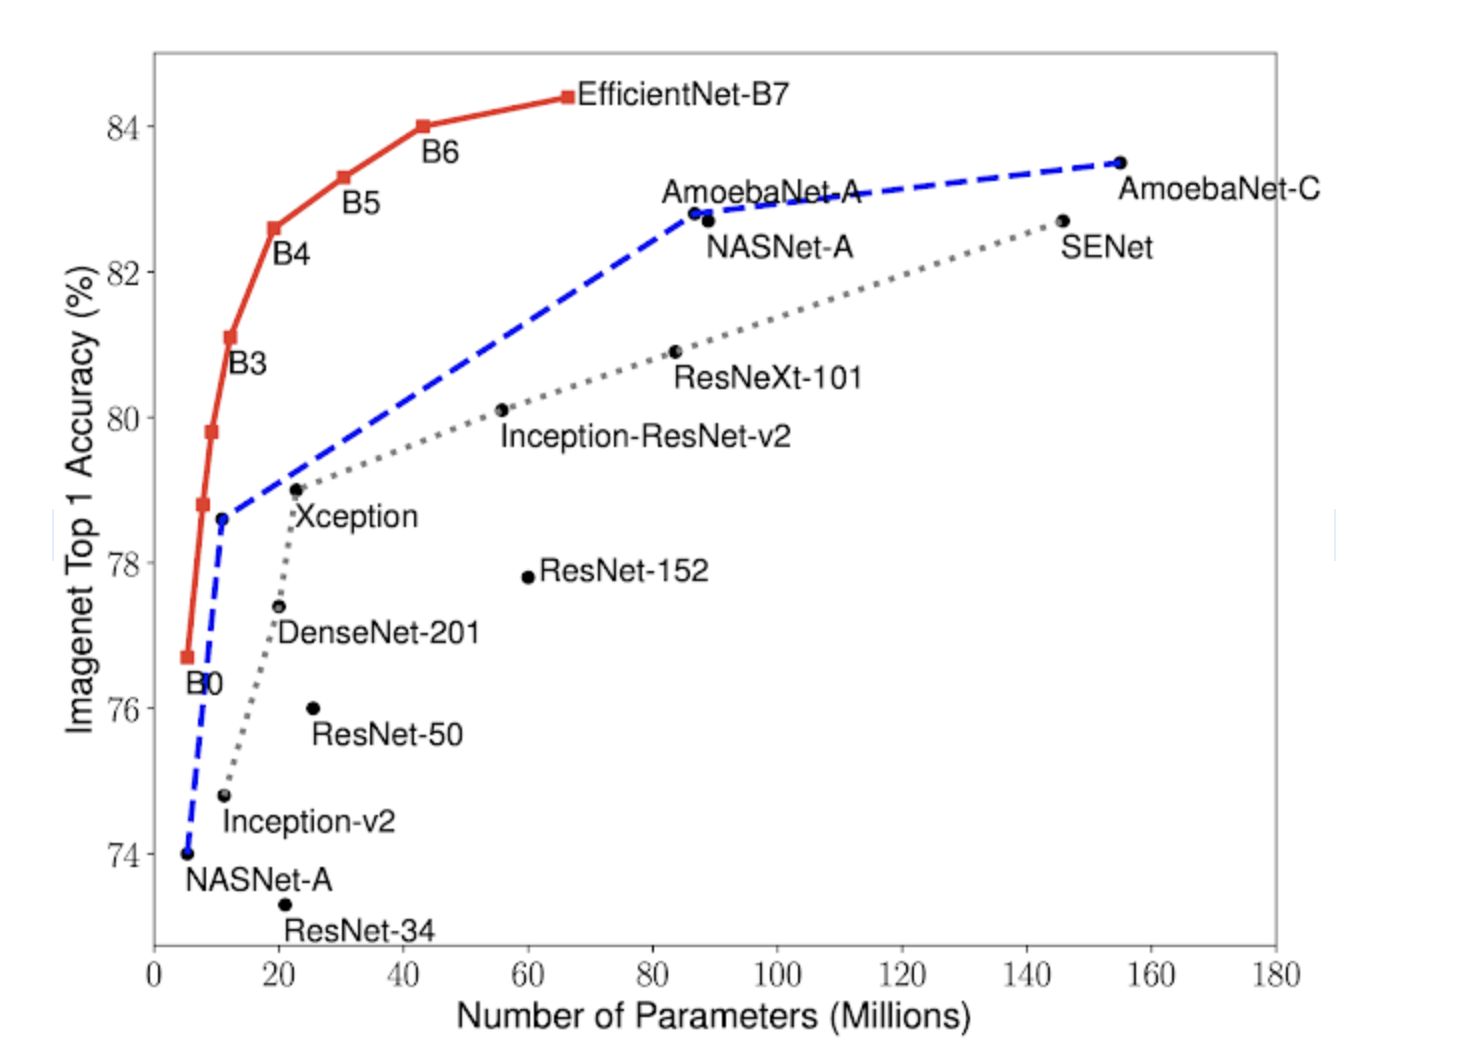 EfficientNet-B7
84
B6
AmoebaNet-A
AmoebaNet-C
B5
NASNet-A
SENet
B4
82
B3
ResNeXt-101
80
Inception-ResNet-v2
Xception
78
ResNet-152
DenseNet-201
B0
76
ResNet-50
Inception-v2
74
NASNet-A
ResNet-34
Imagenet Top 1 Accuracy (%)
0 20 40 60 80 100 120 140 160 180
Number of Parameters (Millions)